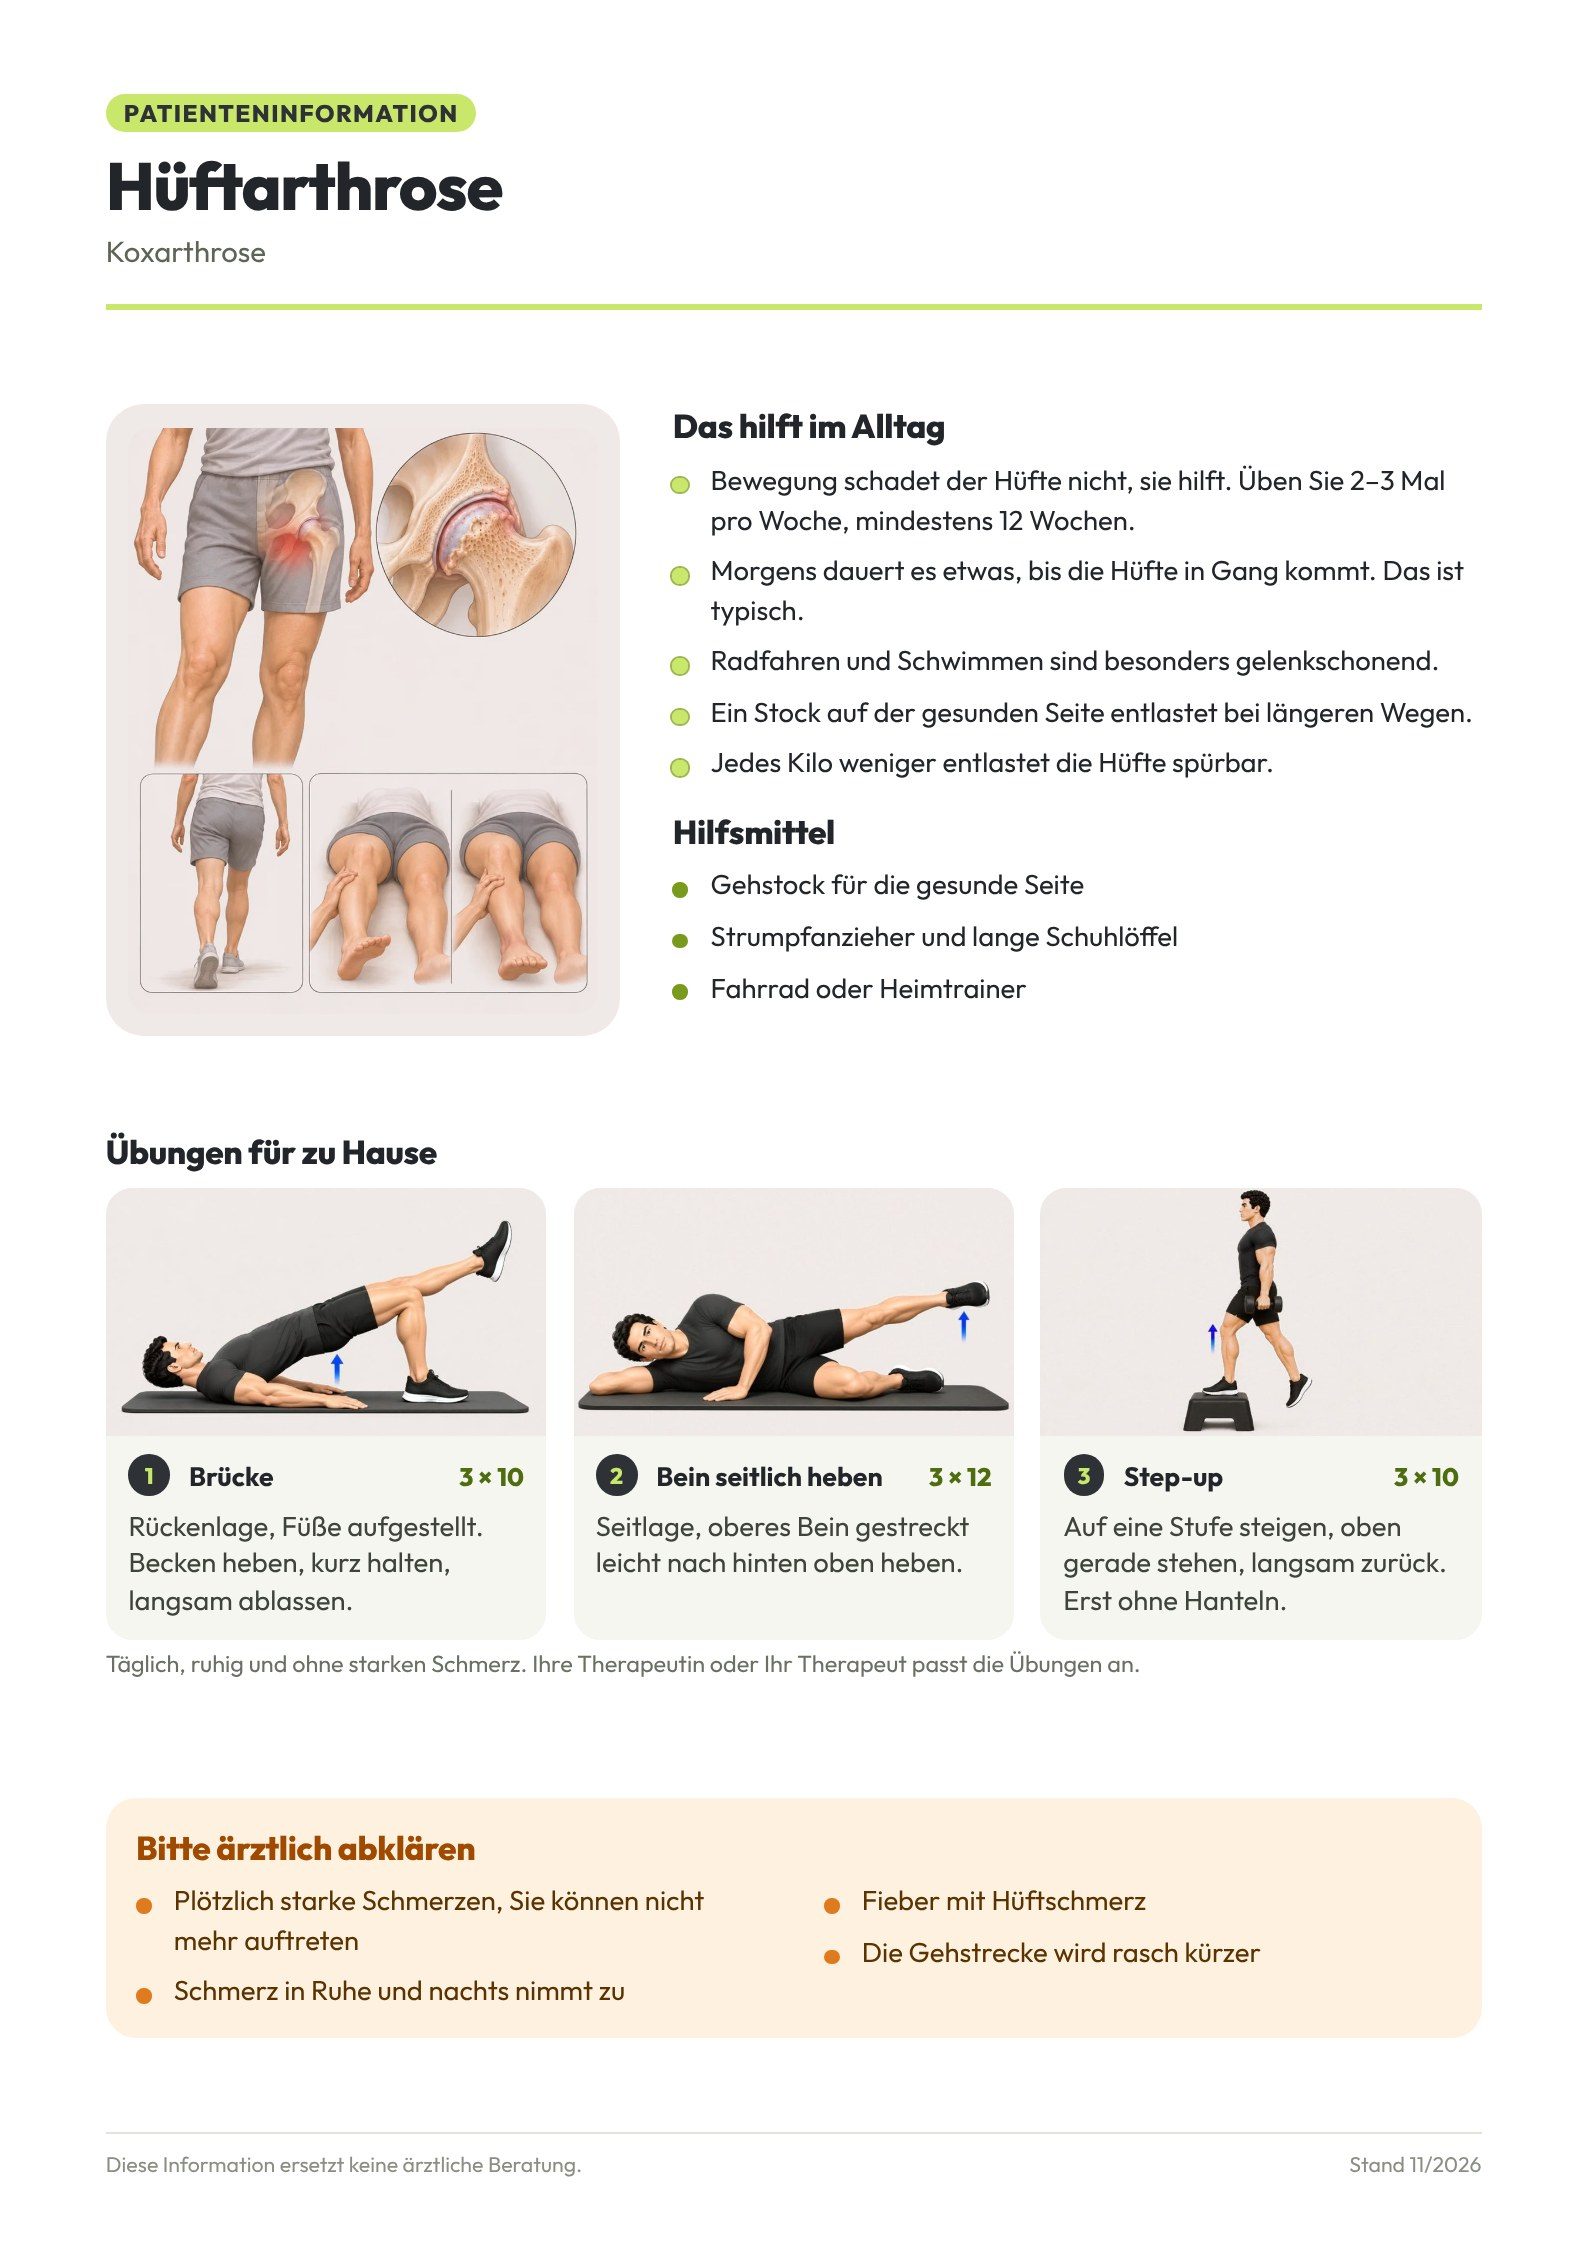 PATIENTENINFORMATION
Hüftarthrose
Koxarthrose
Das hilft im Alltag
Bewegung schadet der Hüfte nicht, sie hilft. Üben Sie 2–3 Mal
pro Woche, mindestens 12 Wochen.
Morgens dauert es etwas, bis die Hüfte in Gang kommt. Das ist
typisch.
Radfahren und Schwimmen sind besonders gelenkschonend.
Ein Stock auf der gesunden Seite entlastet bei längeren Wegen.
Jedes Kilo weniger entlastet die Hüfte spürbar.
Hilfsmittel
Gehstock für die gesunde Seite
Strumpfanzieher und lange Schuhlöffel
Fahrrad oder Heimtrainer
Übungen für zu Hause
1 Brücke 3 × 10
Rückenlage, Füße aufgestellt.
Becken heben, kurz halten,
langsam ablassen.
2 Bein seitlich heben 3 × 12
Seitlage, oberes Bein gestreckt
leicht nach hinten oben heben.
3 Step-up 3 × 10
Auf eine Stufe steigen, oben
gerade stehen, langsam zurück.
Erst ohne Hanteln.
Täglich, ruhig und ohne starken Schmerz. Ihre Therapeutin oder Ihr Therapeut passt die Übungen an.
Bitte ärztlich abklären
Plötzlich starke Schmerzen, Sie können nicht
mehr auftreten
Schmerz in Ruhe und nachts nimmt zu
Fieber mit Hüftschmerz
Die Gehstrecke wird rasch kürzer
Diese Information ersetzt keine ärztliche Beratung.
Stand 11/2026